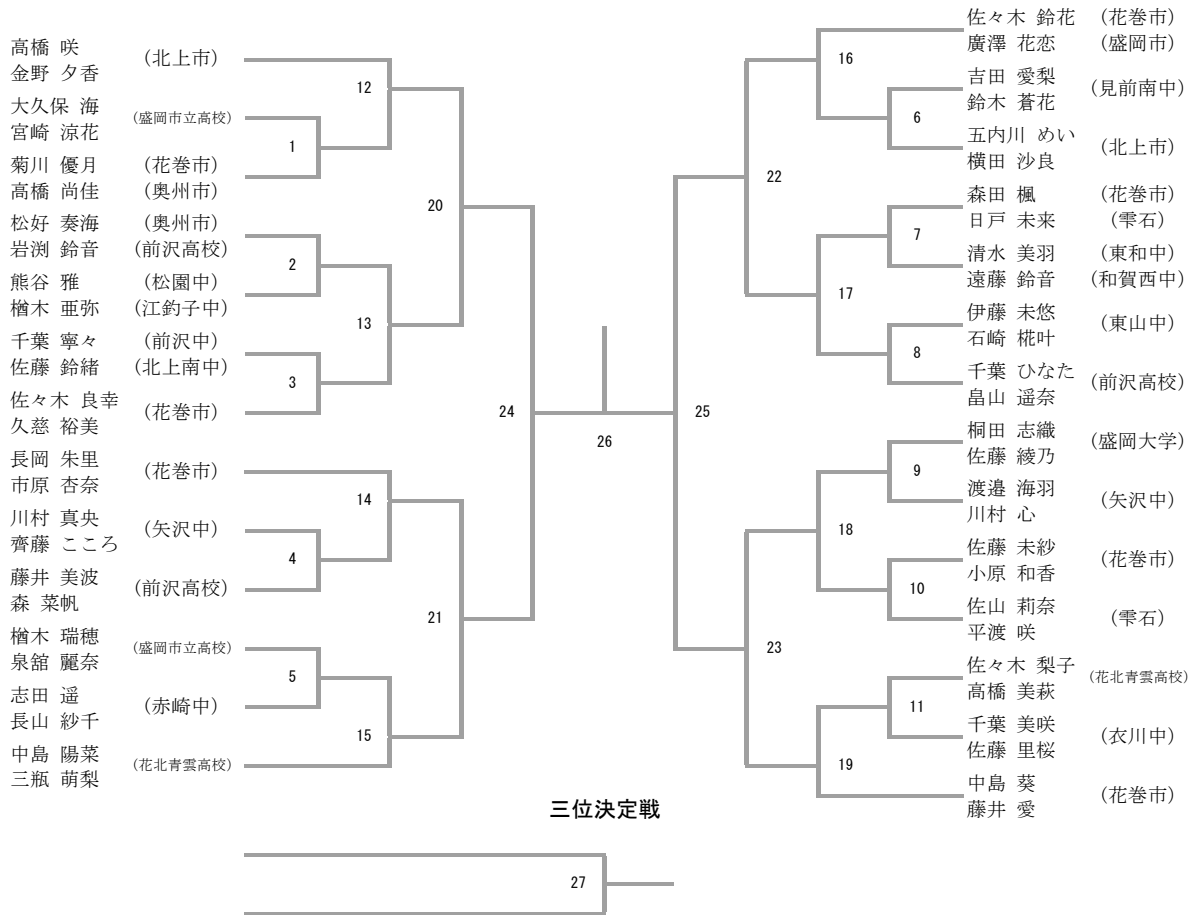 高橋 咲
金野 夕香
(北上市)
大久保 海
宮崎 涼花
(盛岡市立高校)
菊川 優月 (花巻市)
高橋 尚佳 (奥州市)
松好 奏海 (奥州市)
岩渕 鈴音 (前沢高校)
熊谷 雅 (松園中)
楢木 亜弥 (江釣子中)
千葉 寧々 (前沢中)
佐藤 鈴緒 (北上南中)
佐々木 良幸
久慈 裕美
(花巻市)
長岡 朱里
市原 杏奈
(花巻市)
川村 真央
齊藤 こころ
(矢沢中)
藤井 美波
森 菜帆
(前沢高校)
楢木 瑞穂
泉舘 麗奈
(盛岡市立高校)
志田 遥
長山 紗千
(赤崎中)
中島 陽菜
三瓶 萌梨
(花北青雲高校)
12
1
20
2
13
3
24
14
4
21
5
15
26
25
16
6
22
7
17
8
9
18
10
23
11
19
佐々木 鈴花 (花巻市)
廣澤 花恋 (盛岡市)
吉田 愛梨
鈴木 蒼花
(見前南中)
五内川 めい
横田 沙良
(北上市)
森田 楓 (花巻市)
日戸 未来 (雫石)
清水 美羽 (東和中)
遠藤 鈴音 (和賀西中)
伊藤 未悠
石崎 椛叶
(東山中)
千葉 ひなた
畠山 遥奈
(前沢高校)
桐田 志織
佐藤 綾乃
(盛岡大学)
渡邉 海羽
川村 心
(矢沢中)
佐藤 未紗
小原 和香
(花巻市)
佐山 莉奈
平渡 咲
(雫石)
佐々木 梨子
高橋 美萩
(花北青雲高校)
千葉 美咲
佐藤 里桜
(衣川中)
中島 葵
藤井 愛
(花巻市)
三位決定戦
27